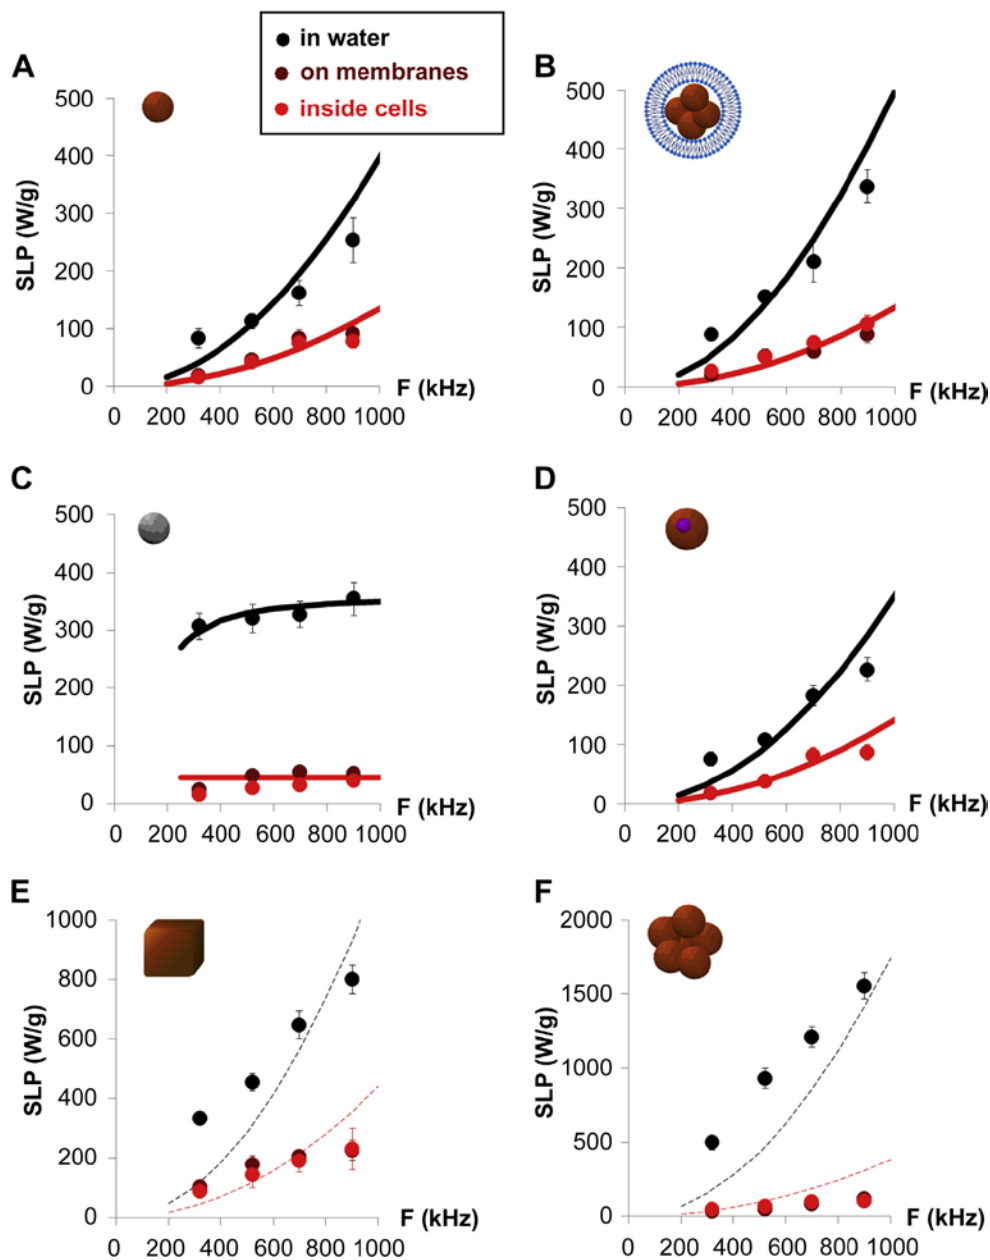 in water
on membranes
inside cells
A
500
400
300
200
100
0
SLP (W/g)
F (kHz)
0 200 400 600 800 1000
B
500
400
300
200
100
0
SLP (W/g)
F (kHz)
0 200 400 600 800 1000
C
500
400
300
200
100
0
SLP (W/g)
F (kHz)
0 200 400 600 800 1000
D
500
400
300
200
100
0
SLP (W/g)
F (kHz)
0 200 400 600 800 1000
E
1000
800
600
400
200
0
SLP (W/g)
F (kHz)
0 200 400 600 800 1000
F
2000
1500
1000
500
0
SLP (W/g)
F (kHz)
0 200 400 600 800 1000